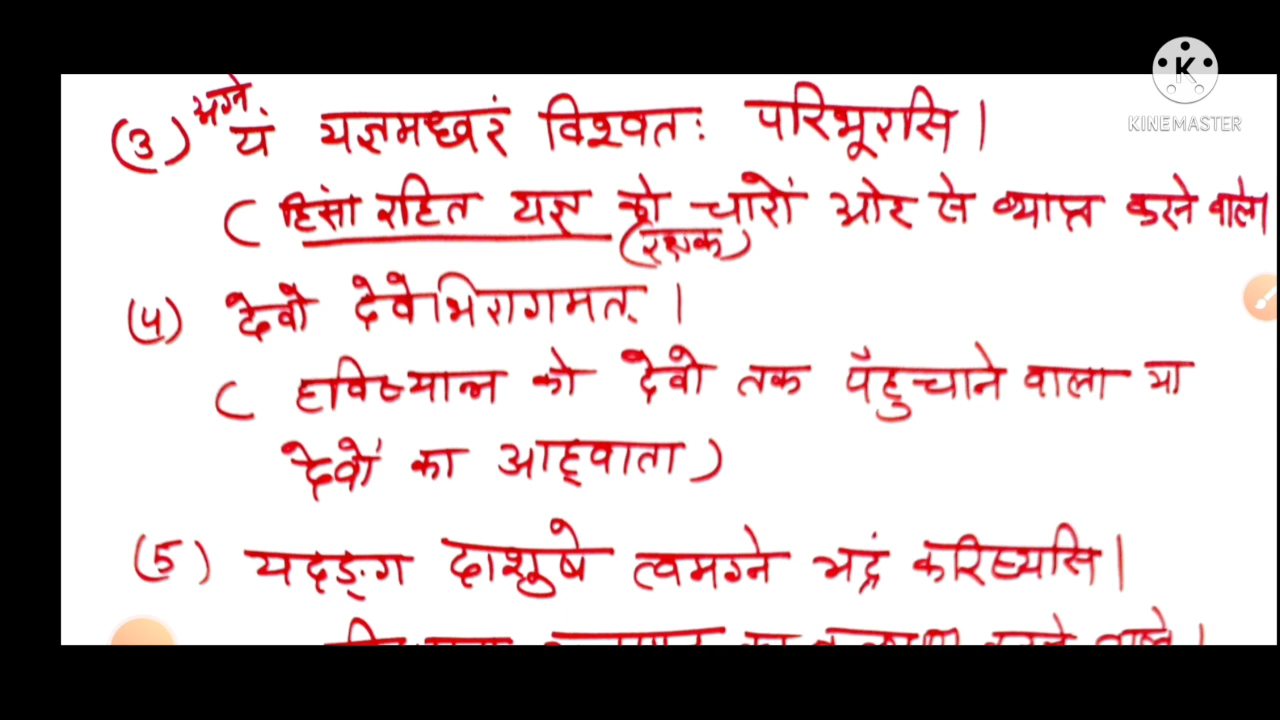 अग्ने
(3) यं यज्ञमध्वरं विश्वतः परिभूरसि।
( हिंसा रहित यज्ञ को चारों ओर से व्याप्त करने वाले।
(रक्षक)
(4) देवो देवेभिरागमत्।
( हविष्यान्न को देवो तक पँहुचाने वाला या
देवों का आह्वाता)
(5) यदङ्ग दाशुषे त्वमग्ने भद्रं करिष्यसि।
K
KINEMASTER